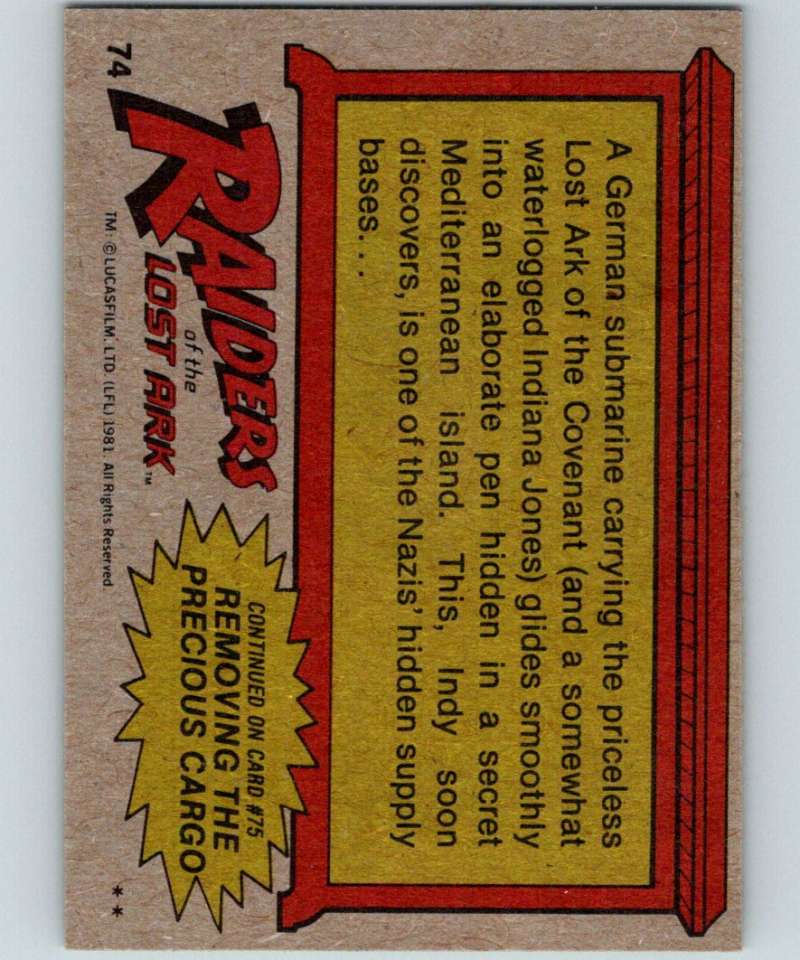 A German submarine carrying the priceless
Lost Ark of the Covenant (and a somewhat
waterlogged Indiana Jones) glides smoothly
into an elaborate pen hidden in a secret
Mediterranean island. This, Indy soon
discovers, is one of the Nazis' hidden supply
bases...
RAIDERS
of the
LOST ARK™
CONTINUED ON CARD #75
REMOVING THE
PRECIOUS CARGO
74
TM: © LUCASFILM, LTD. (LFL) 1981. All Rights Reserved.
**